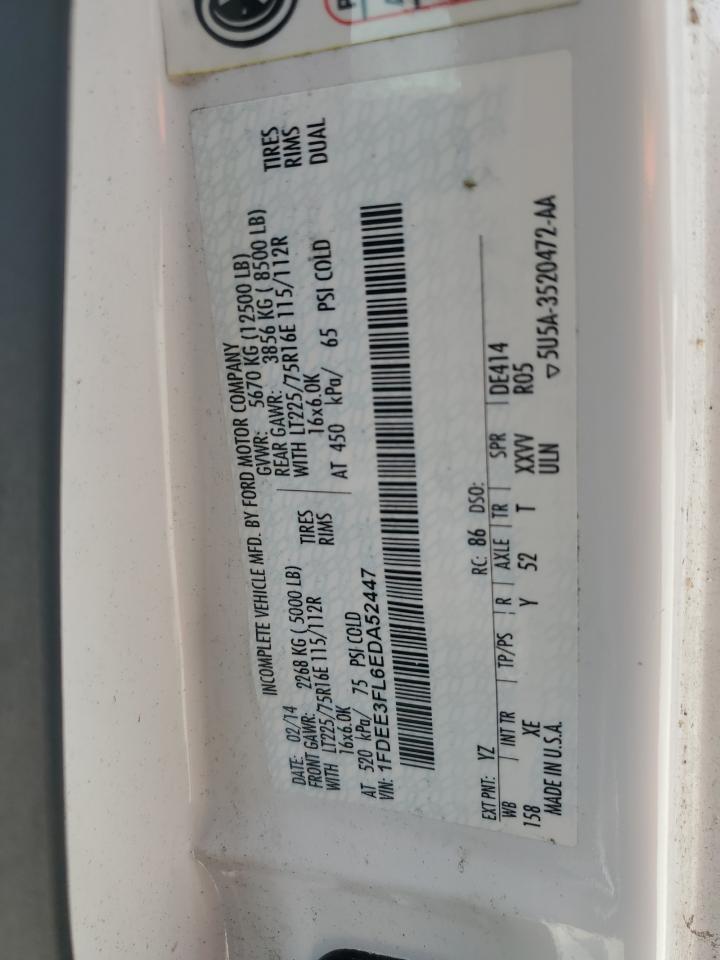 INCOMPLETE VEHICLE MFD. BY FORD MOTOR COMPANY
DATE: 02/14 GVWR: 5670 KG (12500 LB)
FRONT GAWR: 2268 KG ( 5000 LB) REAR GAWR: 3856 KG ( 8500 LB)
WITH LT225/75R16E 115/112R TIRES WITH LT225/75R16E 115/112R TIRES
16x6.0K RIMS 16x6.0K RIMS
AT 520 kPa/ 75 PSI COLD AT 450 kPa/ 65 PSI COLD DUAL
VIN: 1FDEE3FL6EDA52447
EXT PNT: YZ RC: 86 DSO:
WB INT TR TP/PS R AXLE TR SPR DE414
158 XE Y 52 T XXVV R05
MADE IN U.S.A. ULN ▽5U5A-3520472-AA